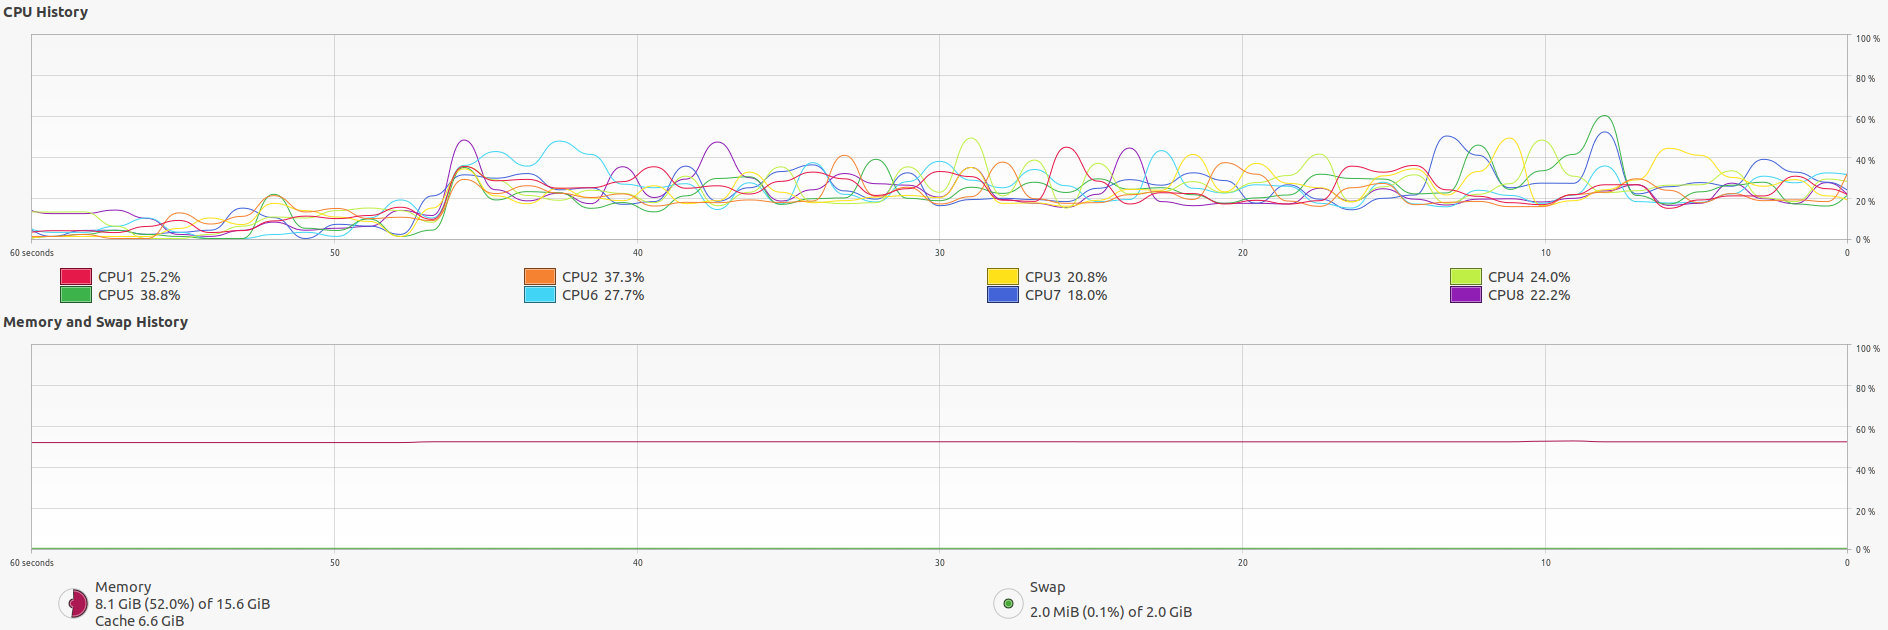 CPU History
100 %
80 %
60 %
40 %
20 %
0 %
60 seconds 50 40 30 20 10 0
CPU1 25.2% CPU2 37.3% CPU3 20.8% CPU4 24.0%
CPU5 38.8% CPU6 27.7% CPU7 18.0% CPU8 22.2%
Memory and Swap History
100 %
80 %
60 %
40 %
20 %
0 %
60 seconds 50 40 30 20 10 0
Memory
8.1 GiB (52.0%) of 15.6 GiB
Cache 6.6 GiB
Swap
2.0 MiB (0.1%) of 2.0 GiB